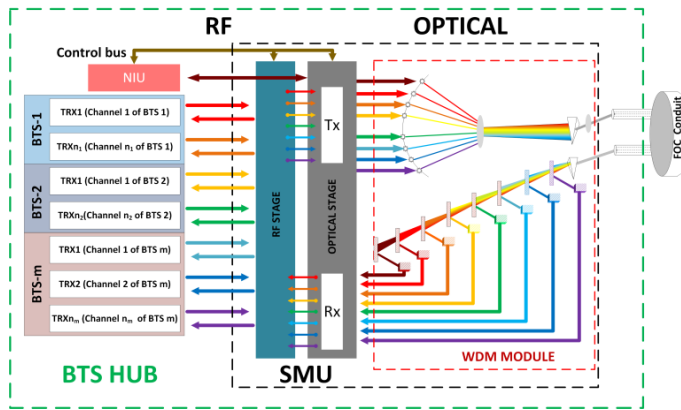 RF
OPTICAL
Control bus
NIU
BTS-1
TRX1 (Channel 1 of BTS 1)
TRXn1 (Channel n1 of BTS 1)
BTS-2
TRX1 (Channel 1 of BTS 2)
TRXn2(Channel n2 of BTS 2)
BTS-m
TRX1 (Channel 1 of BTS m)
TRX2 (Channel 2 of BTS m)
TRXnm (Channel nm of BTS m)
RF STAGE
OPTICAL STAGE
Tx
Rx
FOC Conduit
WDM MODULE
BTS HUB
SMU